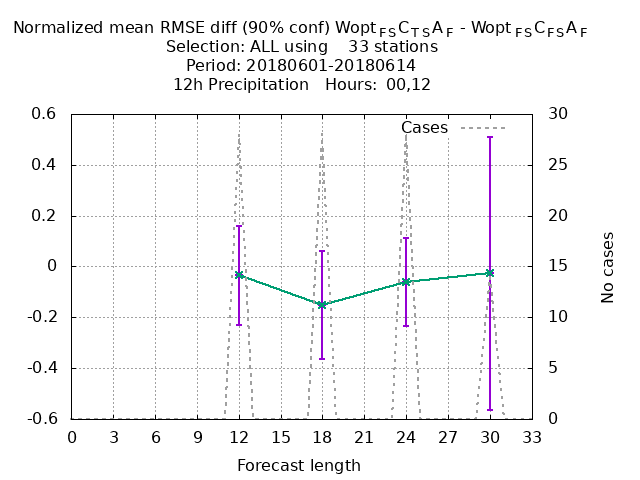 Normalized mean RMSE diff (90% conf) Wopt FS C TS A F - Wopt FS C FS A F
Selection: ALL using 33 stations
Period: 20180601-20180614
12h Precipitation Hours: 00,12
Cases
0.6
0.4
0.2
0
-0.2
-0.4
-0.6
30
25
20
15
10
5
0
No cases
0 3 6 9 12 15 18 21 24 27 30 33
Forecast length